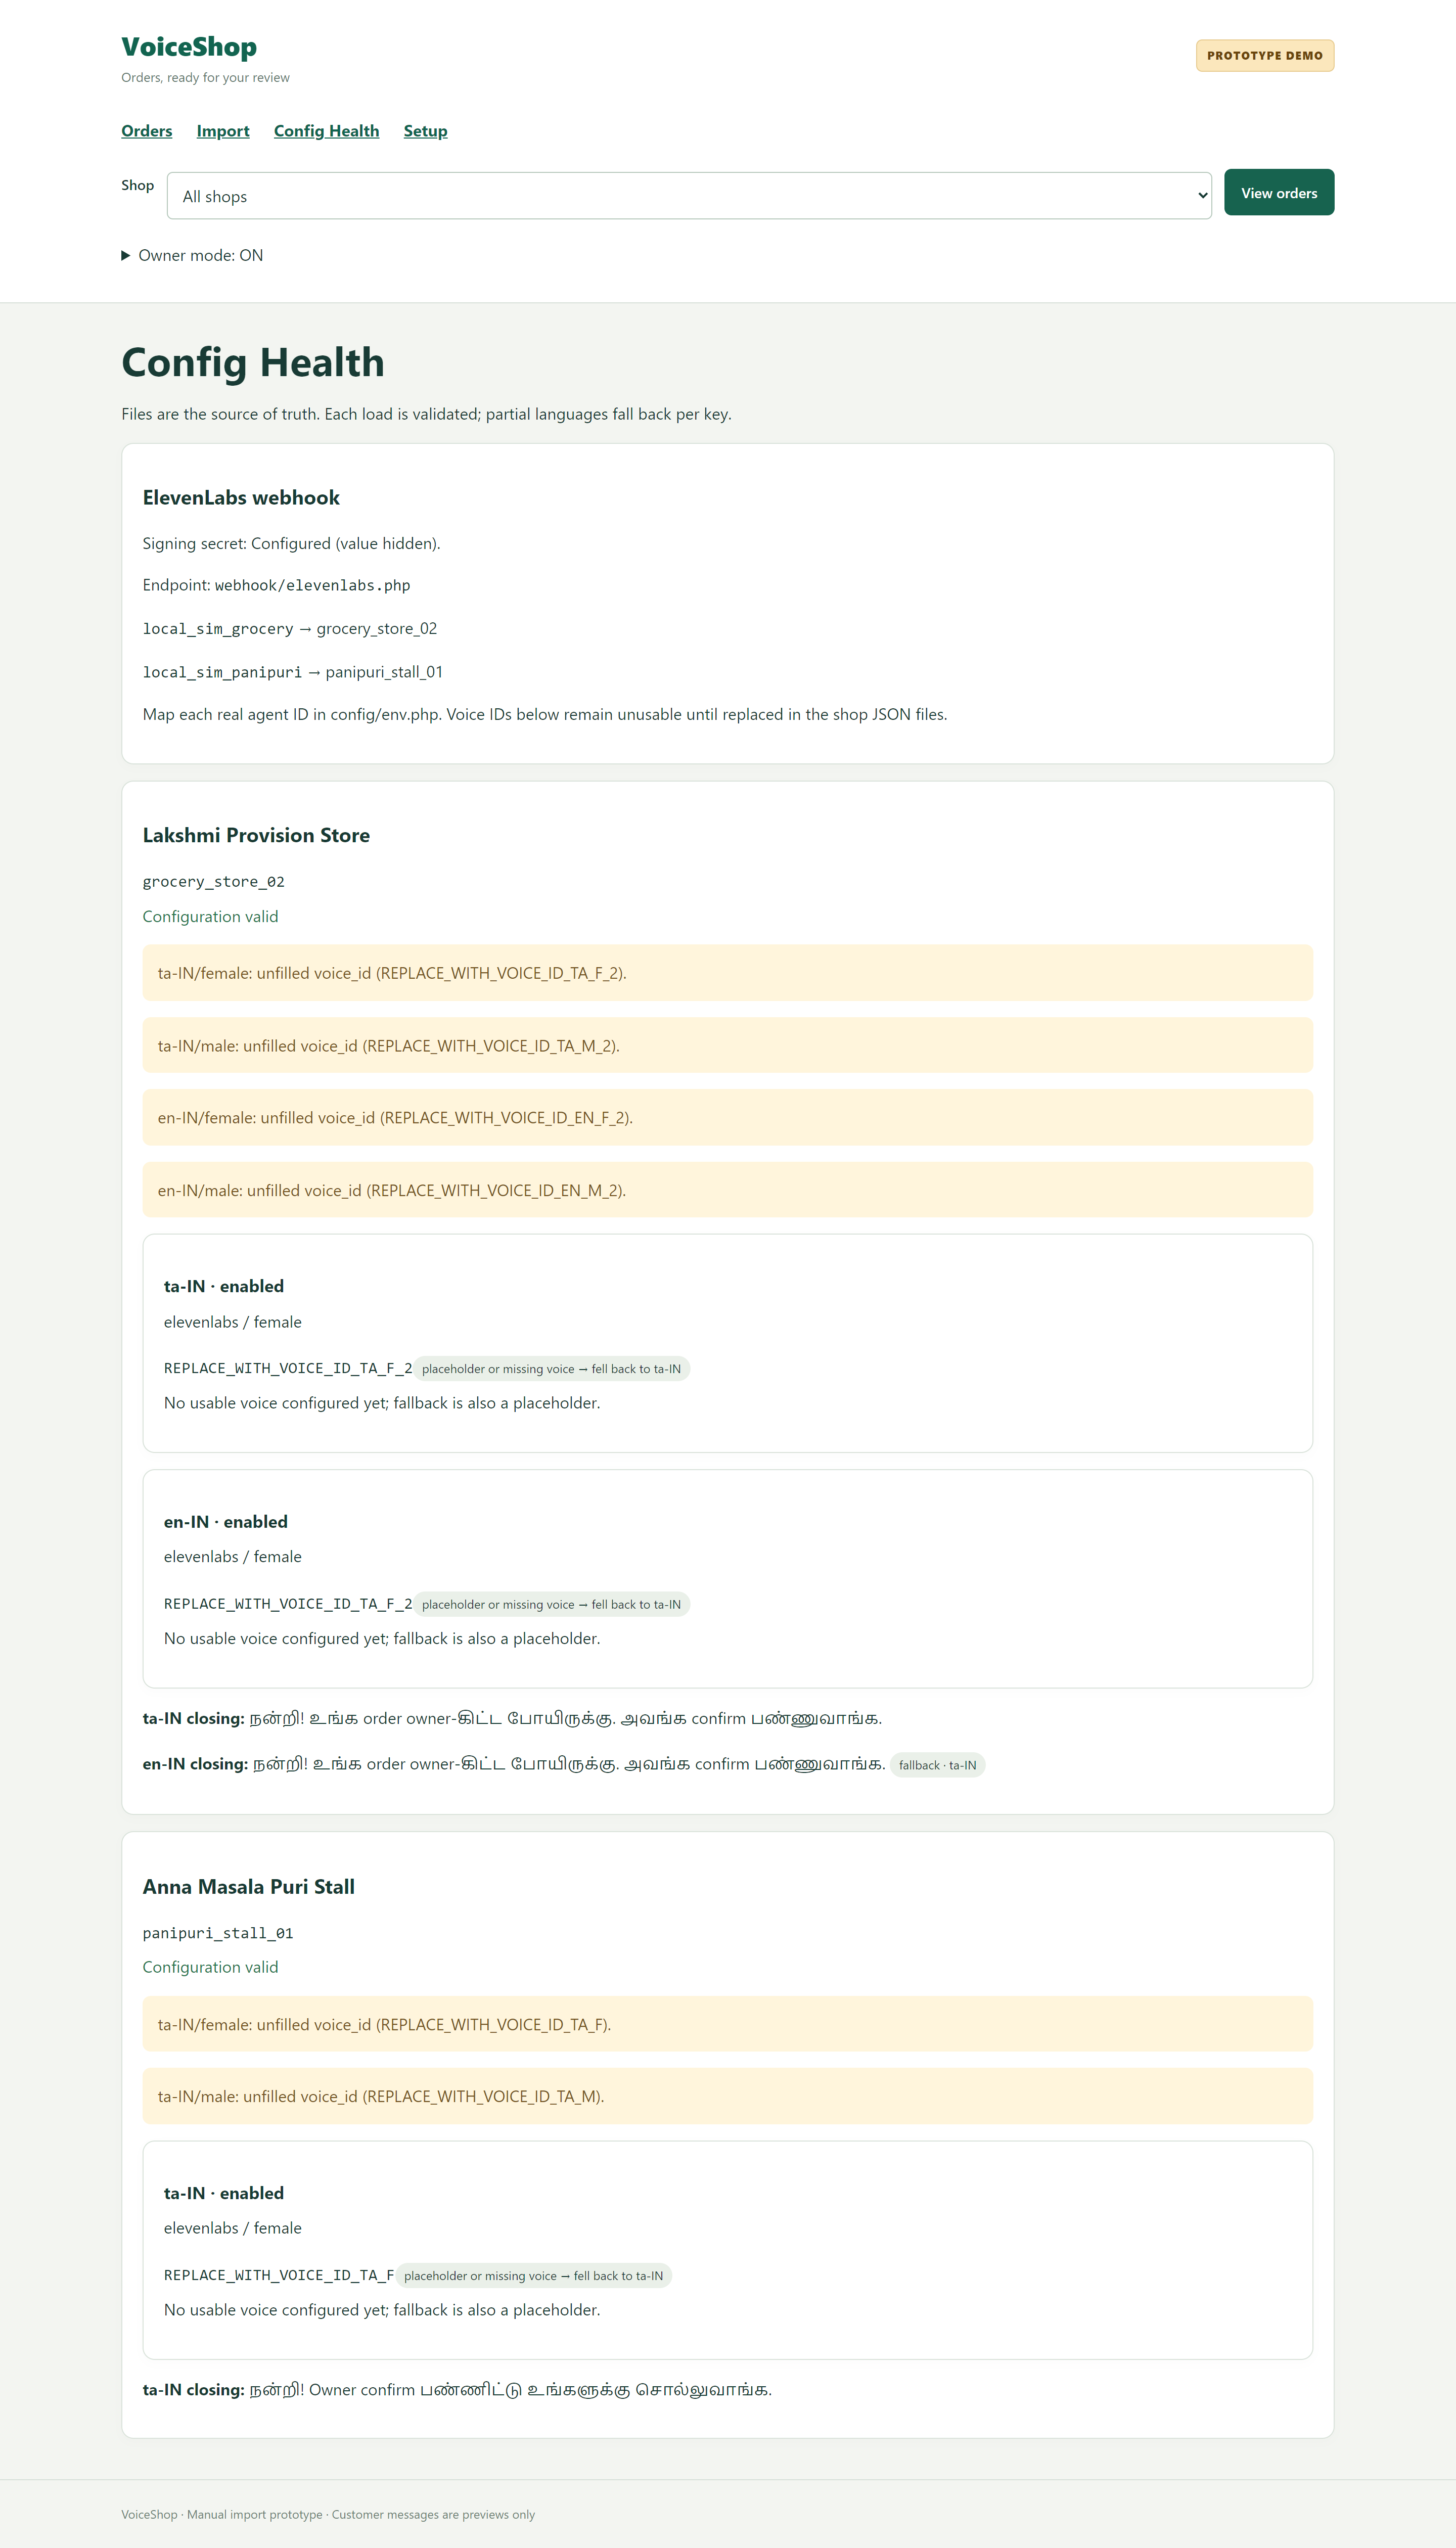 VoiceShop
Orders, ready for your review
PROTOTYPE DEMO
Orders Import Config Health Setup
Shop All shops View orders
Owner mode: ON
Config Health
Files are the source of truth. Each load is validated; partial languages fall back per key.
ElevenLabs webhook
Signing secret: Configured (value hidden).
Endpoint: webhook/elevenlabs.php
local_sim_grocery → grocery_store_02
local_sim_panipuri → panipuri_stall_01
Map each real agent ID in config/env.php. Voice IDs below remain unusable until replaced in the shop JSON files.
Lakshmi Provision Store
grocery_store_02
Configuration valid
ta-IN/female: unfilled voice_id (REPLACE_WITH_VOICE_ID_TA_F_2).
ta-IN/male: unfilled voice_id (REPLACE_WITH_VOICE_ID_TA_M_2).
en-IN/female: unfilled voice_id (REPLACE_WITH_VOICE_ID_EN_F_2).
en-IN/male: unfilled voice_id (REPLACE_WITH_VOICE_ID_EN_M_2).
ta-IN · enabled
elevenlabs / female
REPLACE_WITH_VOICE_ID_TA_F_2 placeholder or missing voice → fell back to ta-IN
No usable voice configured yet; fallback is also a placeholder.
en-IN · enabled
elevenlabs / female
REPLACE_WITH_VOICE_ID_TA_F_2 placeholder or missing voice → fell back to ta-IN
No usable voice configured yet; fallback is also a placeholder.
ta-IN closing: நன்றி! உங்க order owner-கிட்ட போயிருக்கு. அவங்க confirm பண்ணுவாங்க.
en-IN closing: நன்றி! உங்க order owner-கிட்ட போயிருக்கு. அவங்க confirm பண்ணுவாங்க. fallback · ta-IN
Anna Masala Puri Stall
panipuri_stall_01
Configuration valid
ta-IN/female: unfilled voice_id (REPLACE_WITH_VOICE_ID_TA_F).
ta-IN/male: unfilled voice_id (REPLACE_WITH_VOICE_ID_TA_M).
ta-IN · enabled
elevenlabs / female
REPLACE_WITH_VOICE_ID_TA_F placeholder or missing voice → fell back to ta-IN
No usable voice configured yet; fallback is also a placeholder.
ta-IN closing: நன்றி! Owner confirm பண்ணிட்டு உங்களுக்கு சொல்லுவாங்க.
VoiceShop · Manual import prototype · Customer messages are previews only